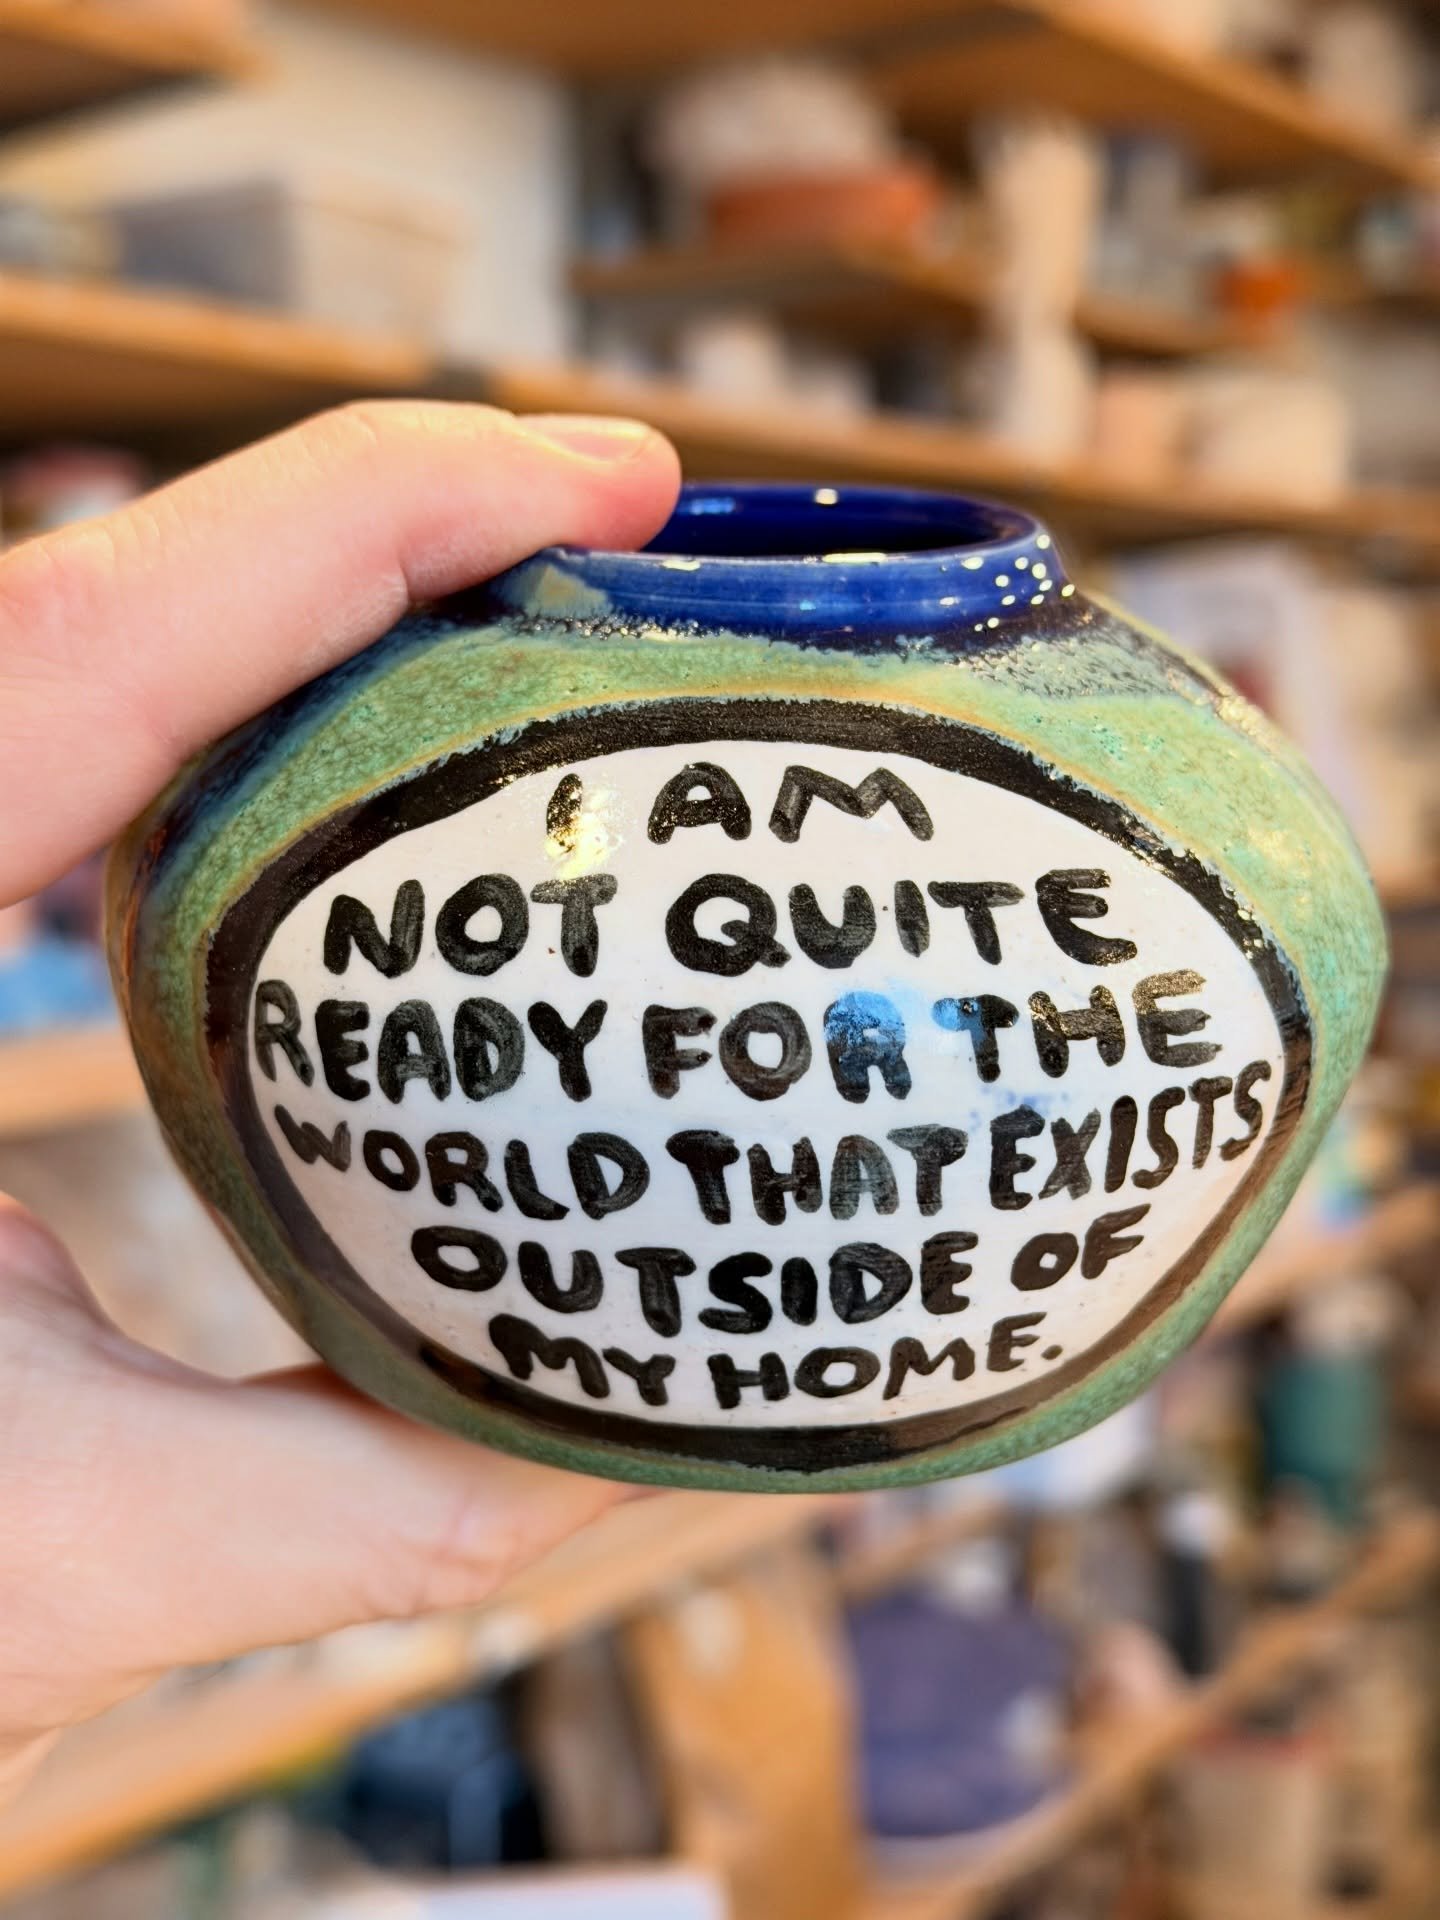 I AM
NOT QUITE
READY FOR THE
WORLD THAT EXISTS
OUTSIDE OF
MY HOME.